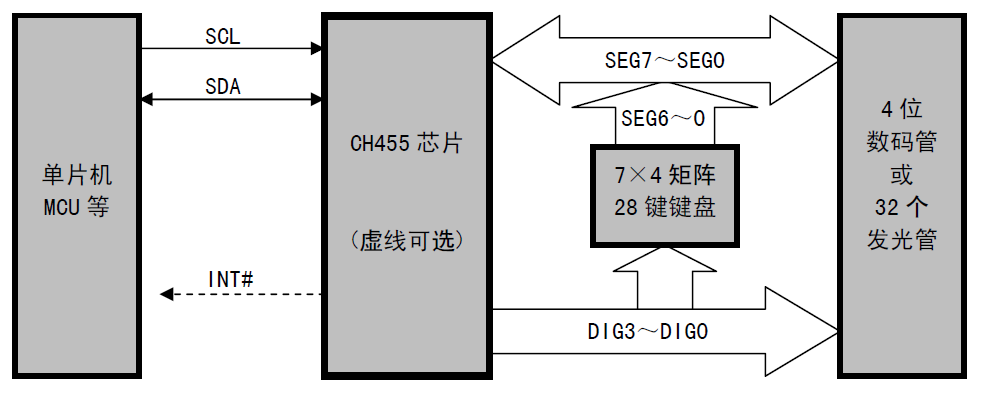 单片机
MCU 等
SCL
SDA
INT#
CH455 芯片
(虚线可选)
SEG7～SEG0
SEG6～0
7×4 矩阵
28 键键盘
DIG3～DIG0
4 位
数码管
或
32 个
发光管